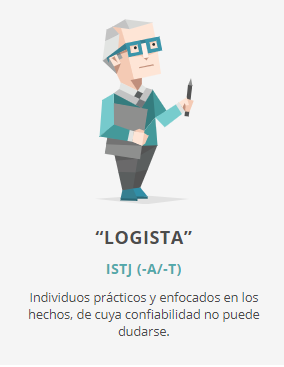 “LOGISTA”
ISTJ (-A/-T)
Individuos prácticos y enfocados en los
hechos, de cuya confiabilidad no puede
dudarse.